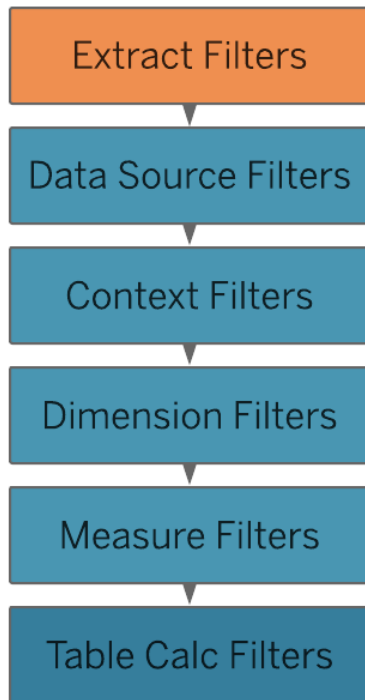 Extract Filters
Data Source Filters
Context Filters
Dimension Filters
Measure Filters
Table Calc Filters